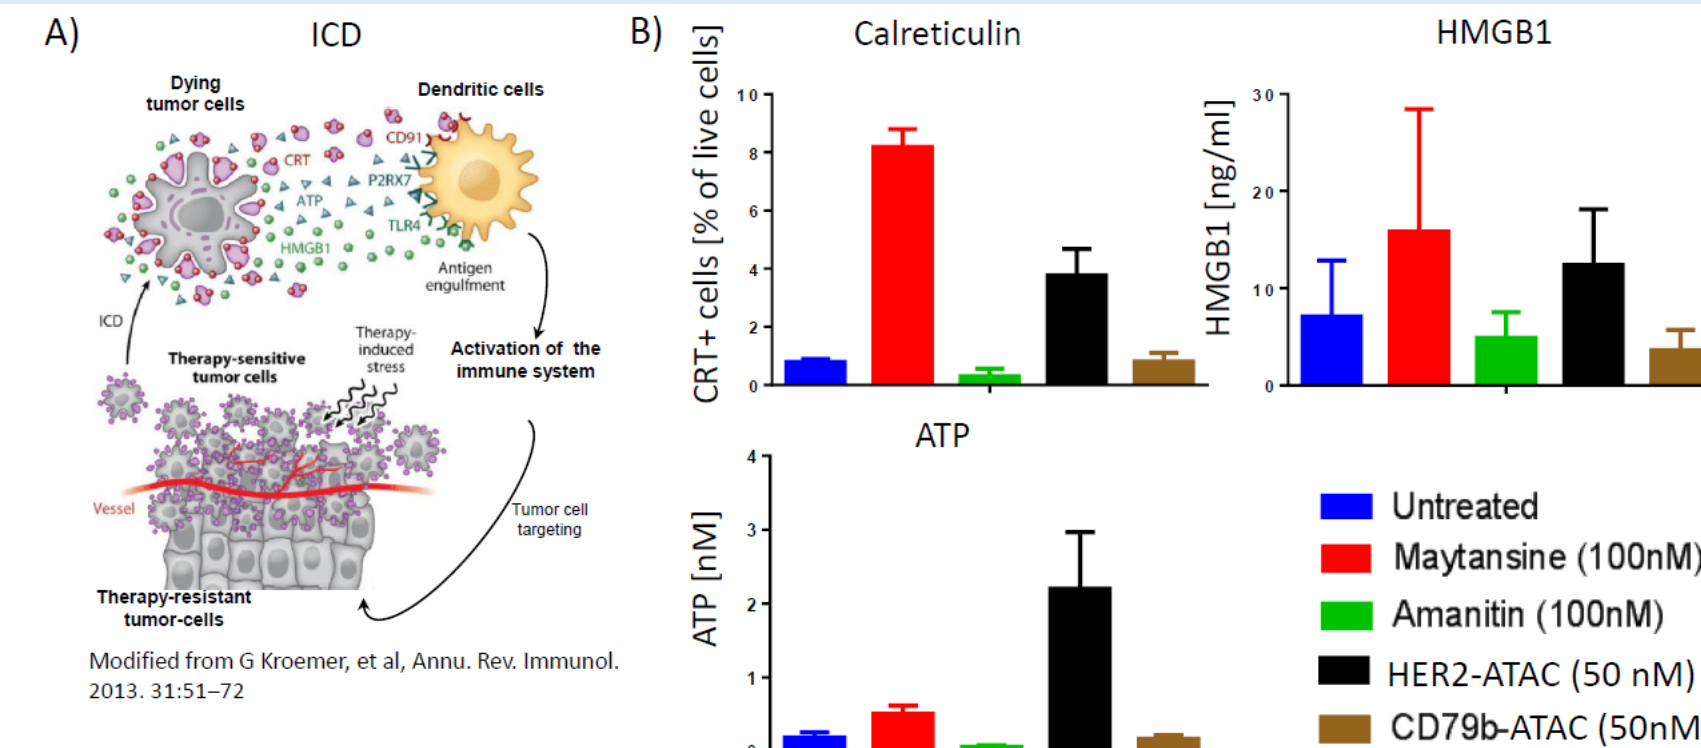 A)
ICD
Dying
tumor cells
Dendritic cells
CD91
CRT
P2RX7
ATP
TLR4
HMGB1
Antigen
engulfment
ICD
Therapy-
induced
stress
Therapy-sensitive
tumor cells
Activation of the
immune system
Vessel
Tumor cell
targeting
Therapy-resistant
tumor-cells
Modified from G Kroemer, et al, Annu. Rev. Immunol.
2013. 31:51–72
B)
Calreticulin
CRT+ cells [% of live cells]
10
8
6
4
2
0
HMGB1
HMGB1 [ng/ml]
30
20
10
0
ATP
ATP [nM]
4
3
2
1
Untreated
Maytansine (100nM)
Amanitin (100nM)
HER2-ATAC (50 nM)
CD79b-ATAC (50nM